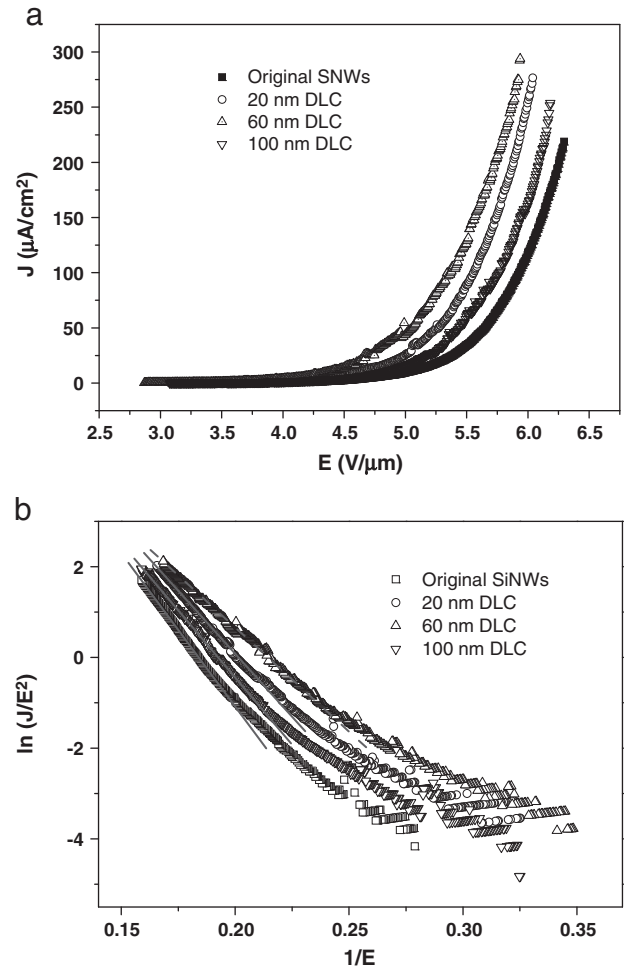 a
300
250
200
150
100
50
0
J (μA/cm²)
Original SNWs
20 nm DLC
60 nm DLC
100 nm DLC
2.5 3.0 3.5 4.0 4.5 5.0 5.5 6.0 6.5
E (V/μm)
b
2
0
-2
-4
ln (J/E²)
Original SiNWs
20 nm DLC
60 nm DLC
100 nm DLC
0.15 0.20 0.25 0.30 0.35
1/E